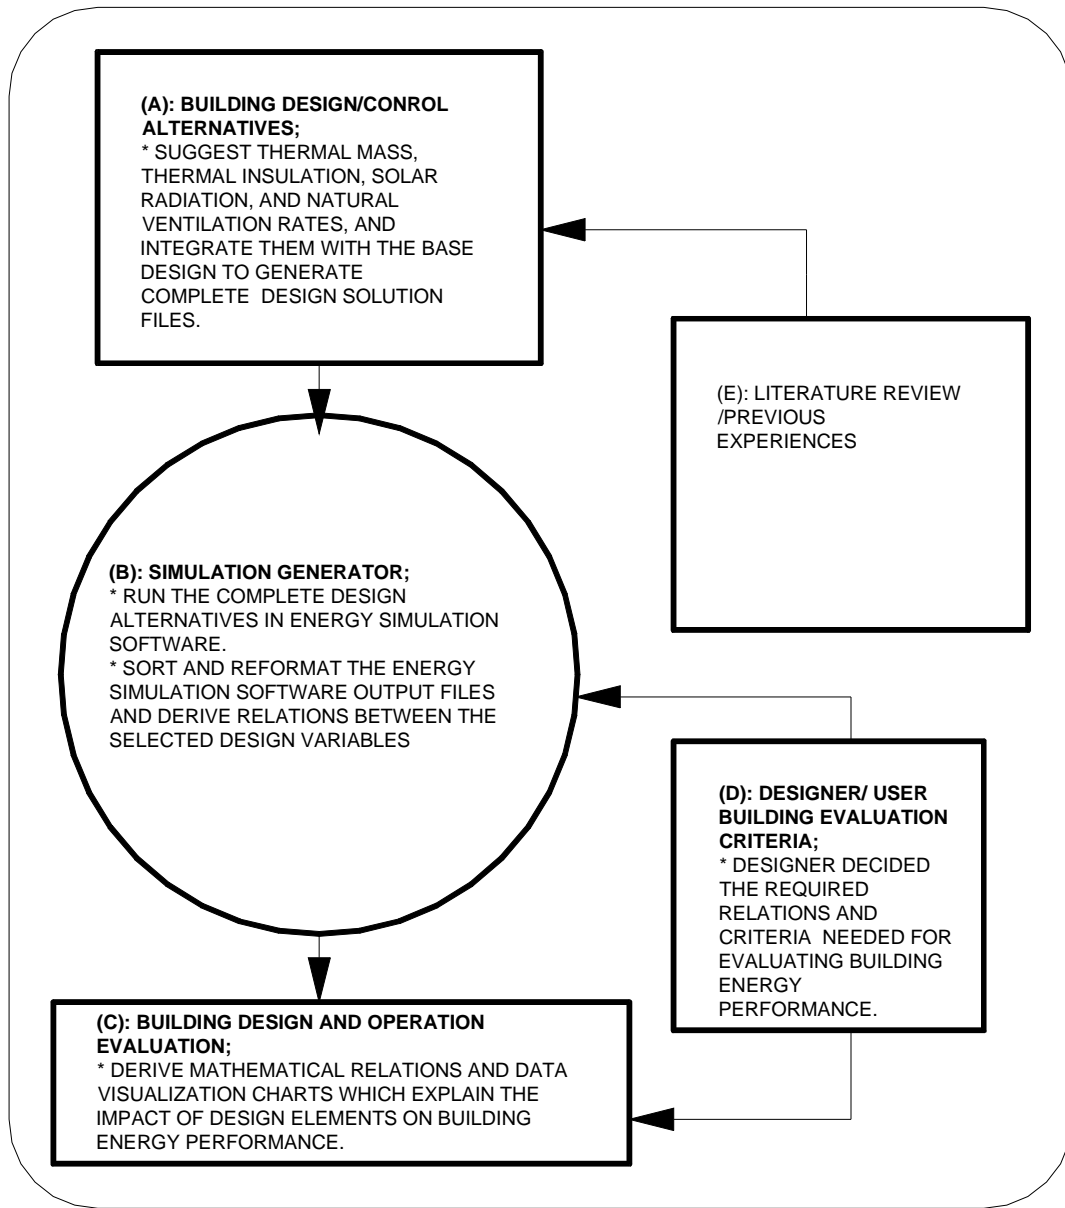 (A): BUILDING DESIGN/CONROL
ALTERNATIVES;
* SUGGEST THERMAL MASS,
THERMAL INSULATION, SOLAR
RADIATION, AND NATURAL
VENTILATION RATES, AND
INTEGRATE THEM WITH THE BASE
DESIGN TO GENERATE
COMPLETE DESIGN SOLUTION
FILES.
(E): LITERATURE REVIEW
/PREVIOUS
EXPERIENCES
(B): SIMULATION GENERATOR;
* RUN THE COMPLETE DESIGN
ALTERNATIVES IN ENERGY SIMULATION
SOFTWARE.
* SORT AND REFORMAT THE ENERGY
SIMULATION SOFTWARE OUTPUT FILES
AND DERIVE RELATIONS BETWEEN THE
SELECTED DESIGN VARIABLES
(D): DESIGNER/ USER
BUILDING EVALUATION
CRITERIA;
* DESIGNER DECIDED
THE REQUIRED
RELATIONS AND
CRITERIA NEEDED FOR
EVALUATING BUILDING
ENERGY
PERFORMANCE.
(C): BUILDING DESIGN AND OPERATION
EVALUATION;
* DERIVE MATHEMATICAL RELATIONS AND DATA
VISUALIZATION CHARTS WHICH EXPLAIN THE
IMPACT OF DESIGN ELEMENTS ON BUILDING
ENERGY PERFORMANCE.